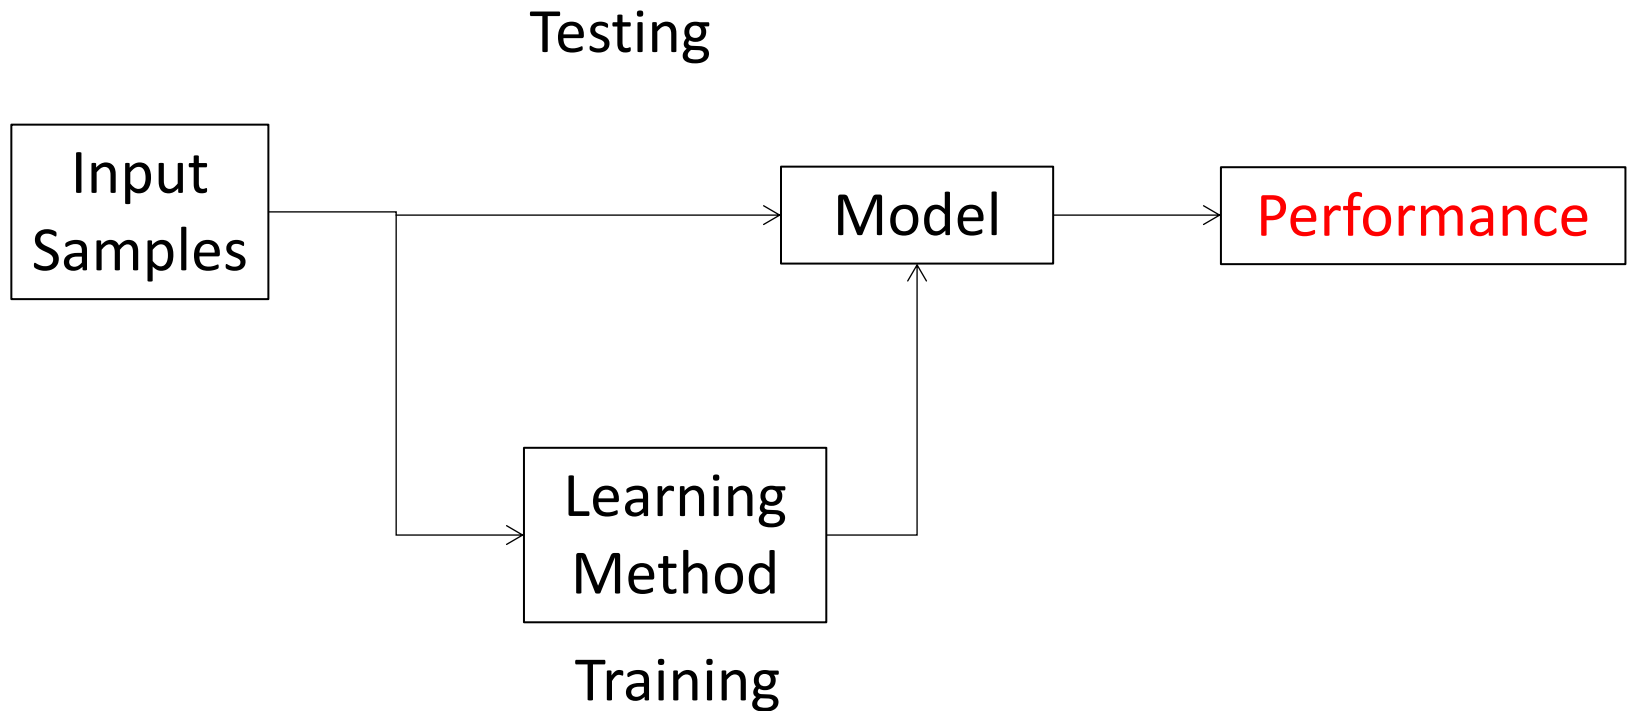 Testing
Input
Samples
Model
Performance
Learning
Method
Training